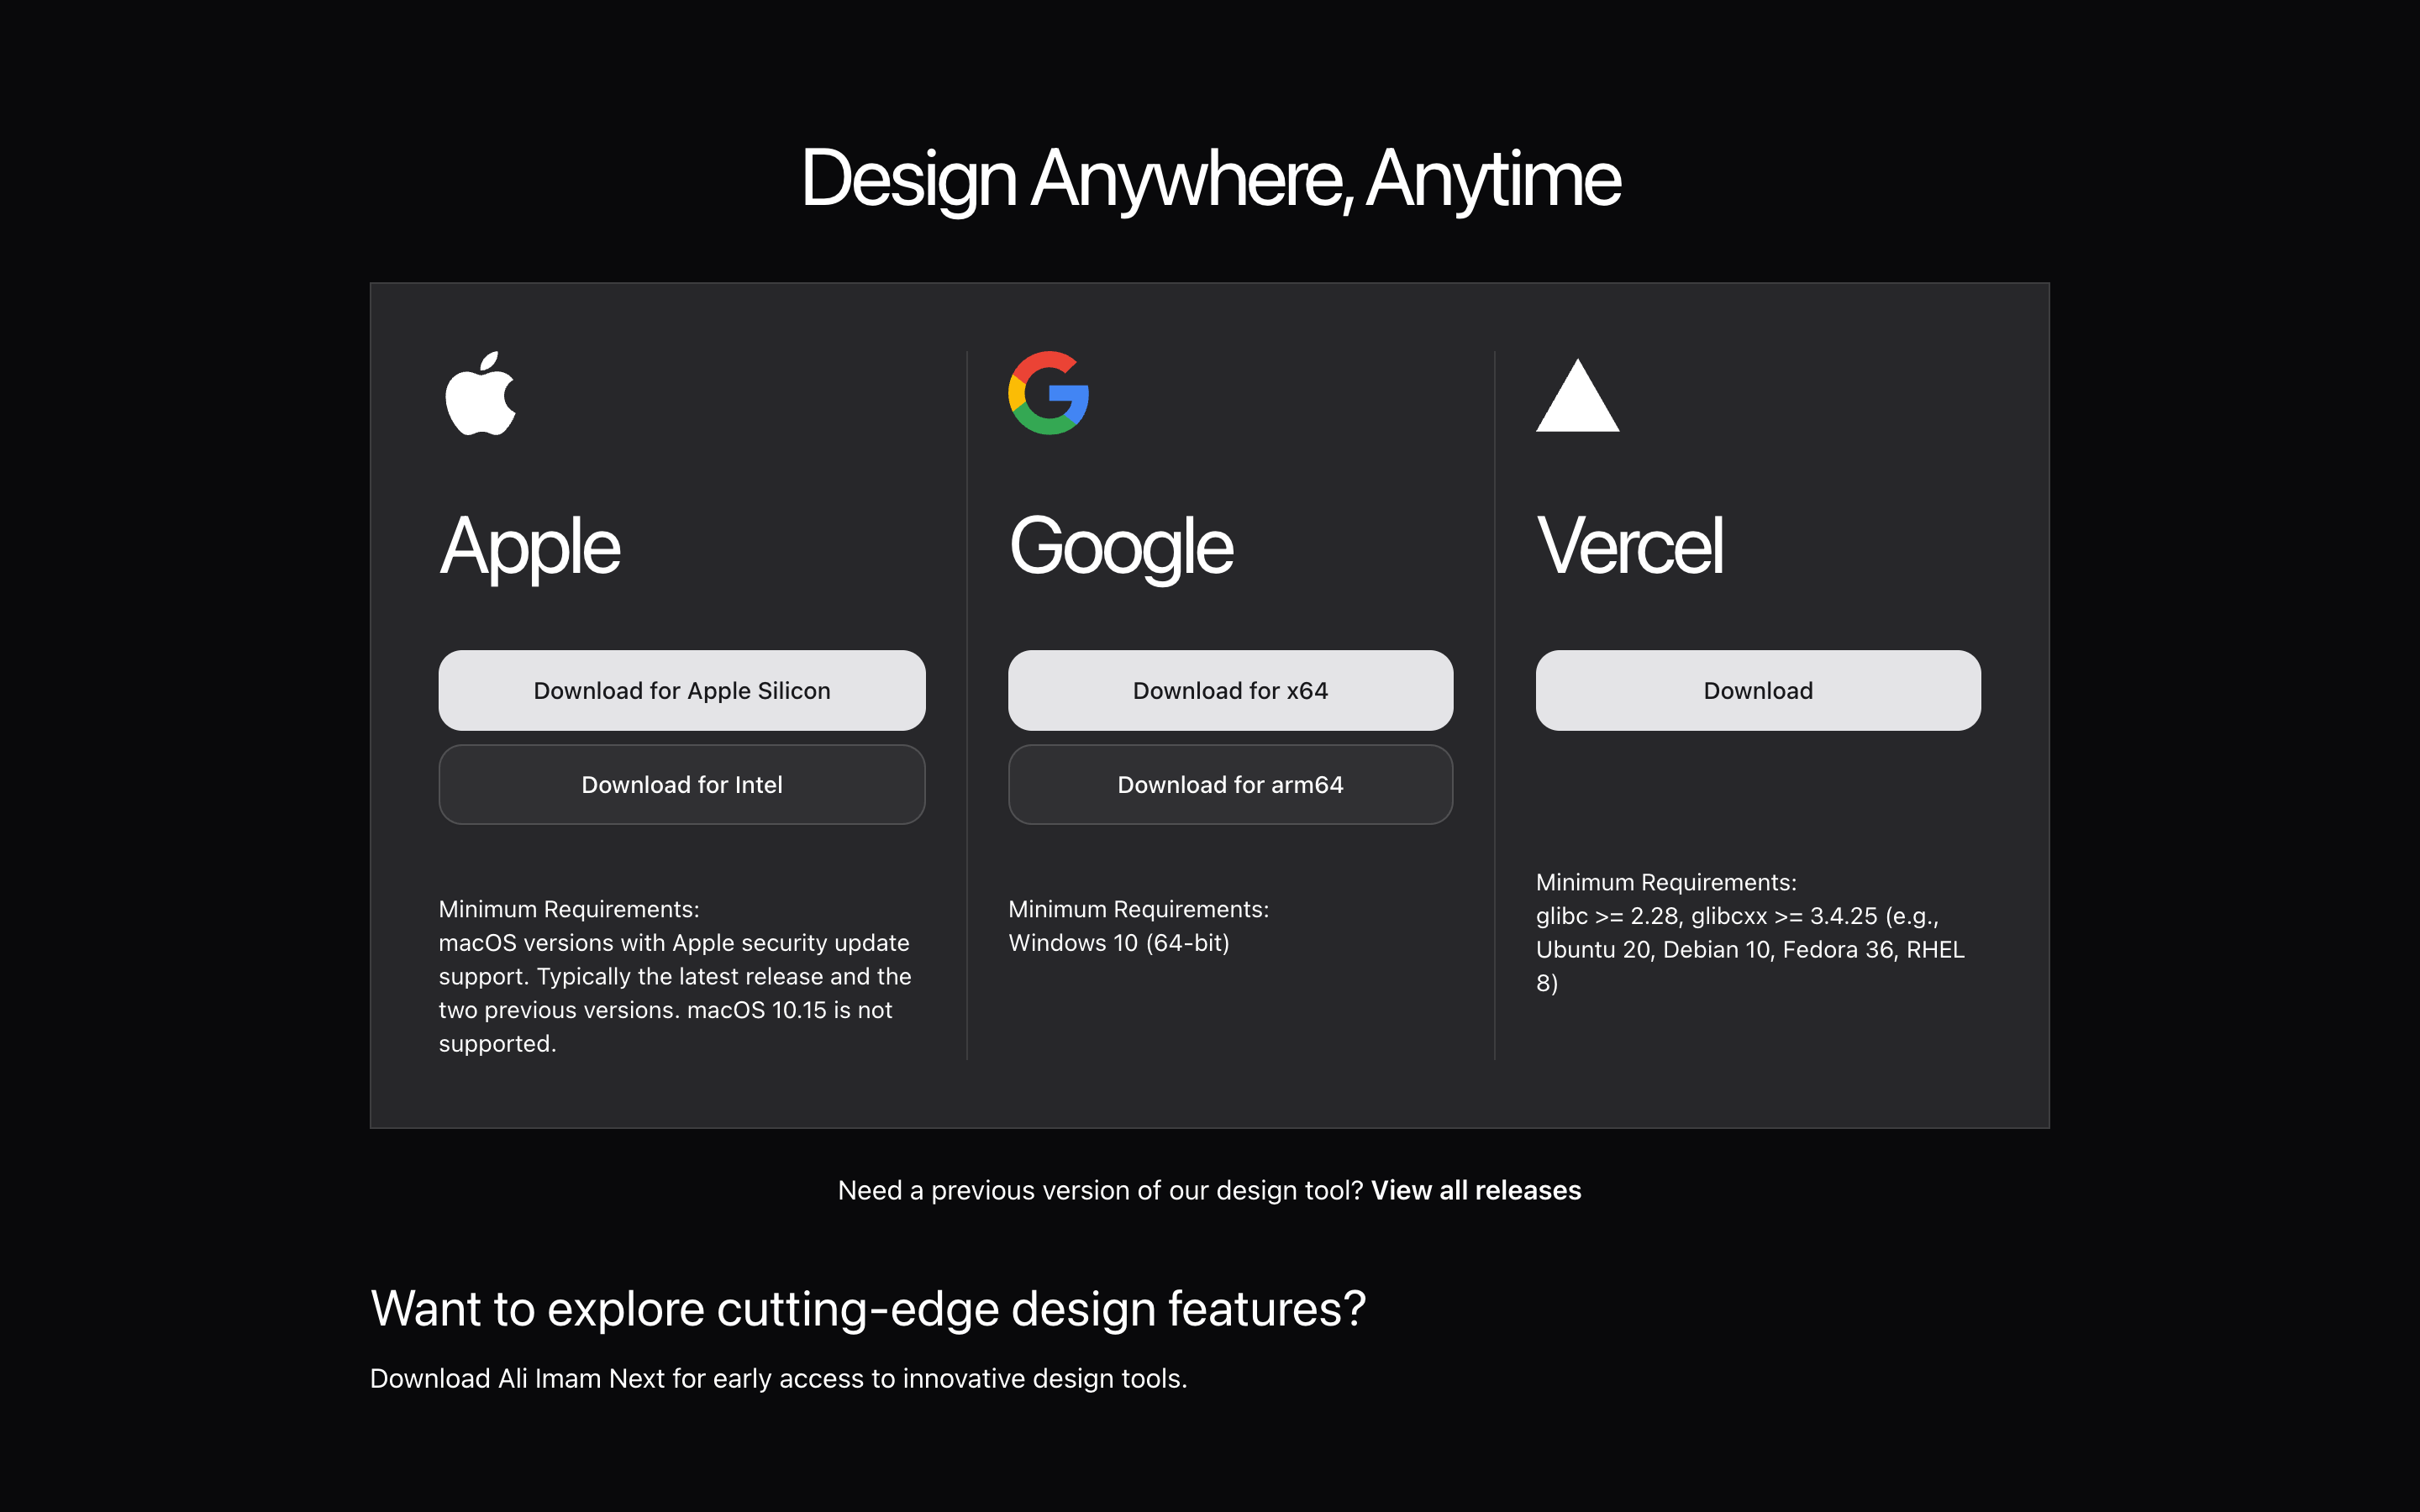 Design Anywhere, Anytime
Apple
Download for Apple Silicon
Download for Intel
Minimum Requirements:
macOS versions with Apple security update
support. Typically the latest release and the
two previous versions. macOS 10.15 is not
supported.
Google
Download for x64
Download for arm64
Minimum Requirements:
Windows 10 (64-bit)
Vercel
Download
Minimum Requirements:
glibc >= 2.28, glibcxx >= 3.4.25 (e.g.,
Ubuntu 20, Debian 10, Fedora 36, RHEL
8)
Need a previous version of our design tool? View all releases
Want to explore cutting-edge design features?
Download Ali Imam Next for early access to innovative design tools.